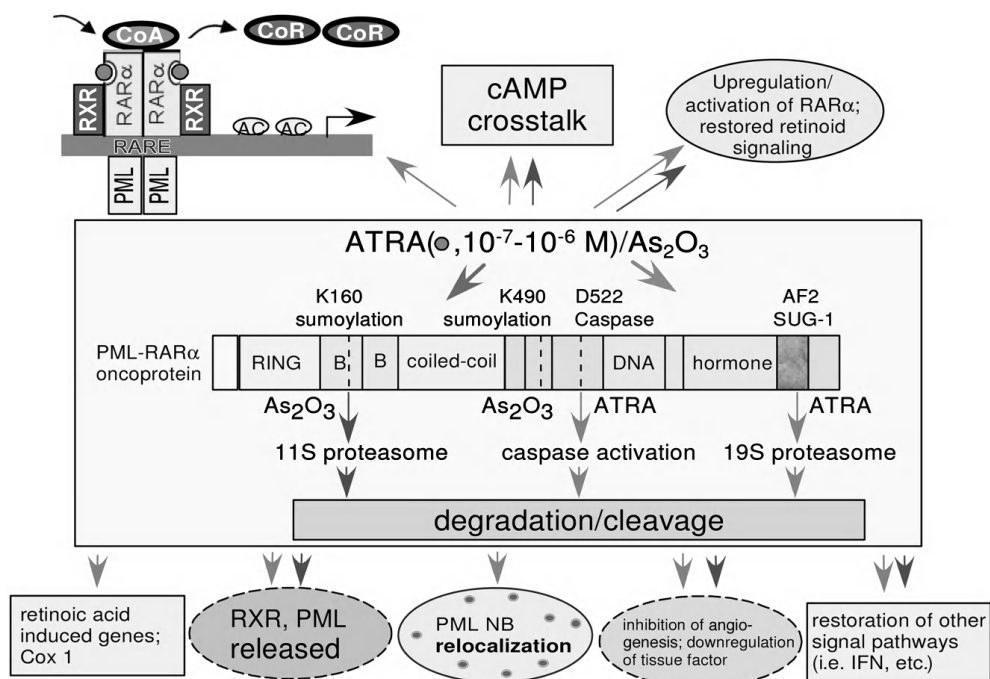 CoA
CoR
CoR
RXR
RARα
RARα
RXR
AC
AC
RARE
PML
PML
cAMP
crosstalk
Upregulation/
activation of RARα;
restored retinoid
signaling
ATRA(●,10⁻⁷-10⁻⁶ M)/As₂O₃
K160
sumoylation
K490
sumoylation
D522
Caspase
AF2
SUG-1
PML-RARα
oncoprotein
RING
B
B
coiled-coil
DNA
hormone
As₂O₃
As₂O₃
ATRA
ATRA
11S proteasome
caspase activation
19S proteasome
degradation/cleavage
retinoic acid
induced genes;
Cox 1
RXR, PML
released
PML NB
relocalization
inhibition of angio-
genesis; downregulation
of tissue factor
restoration of other
signal pathways
(i.e. IFN, etc.)